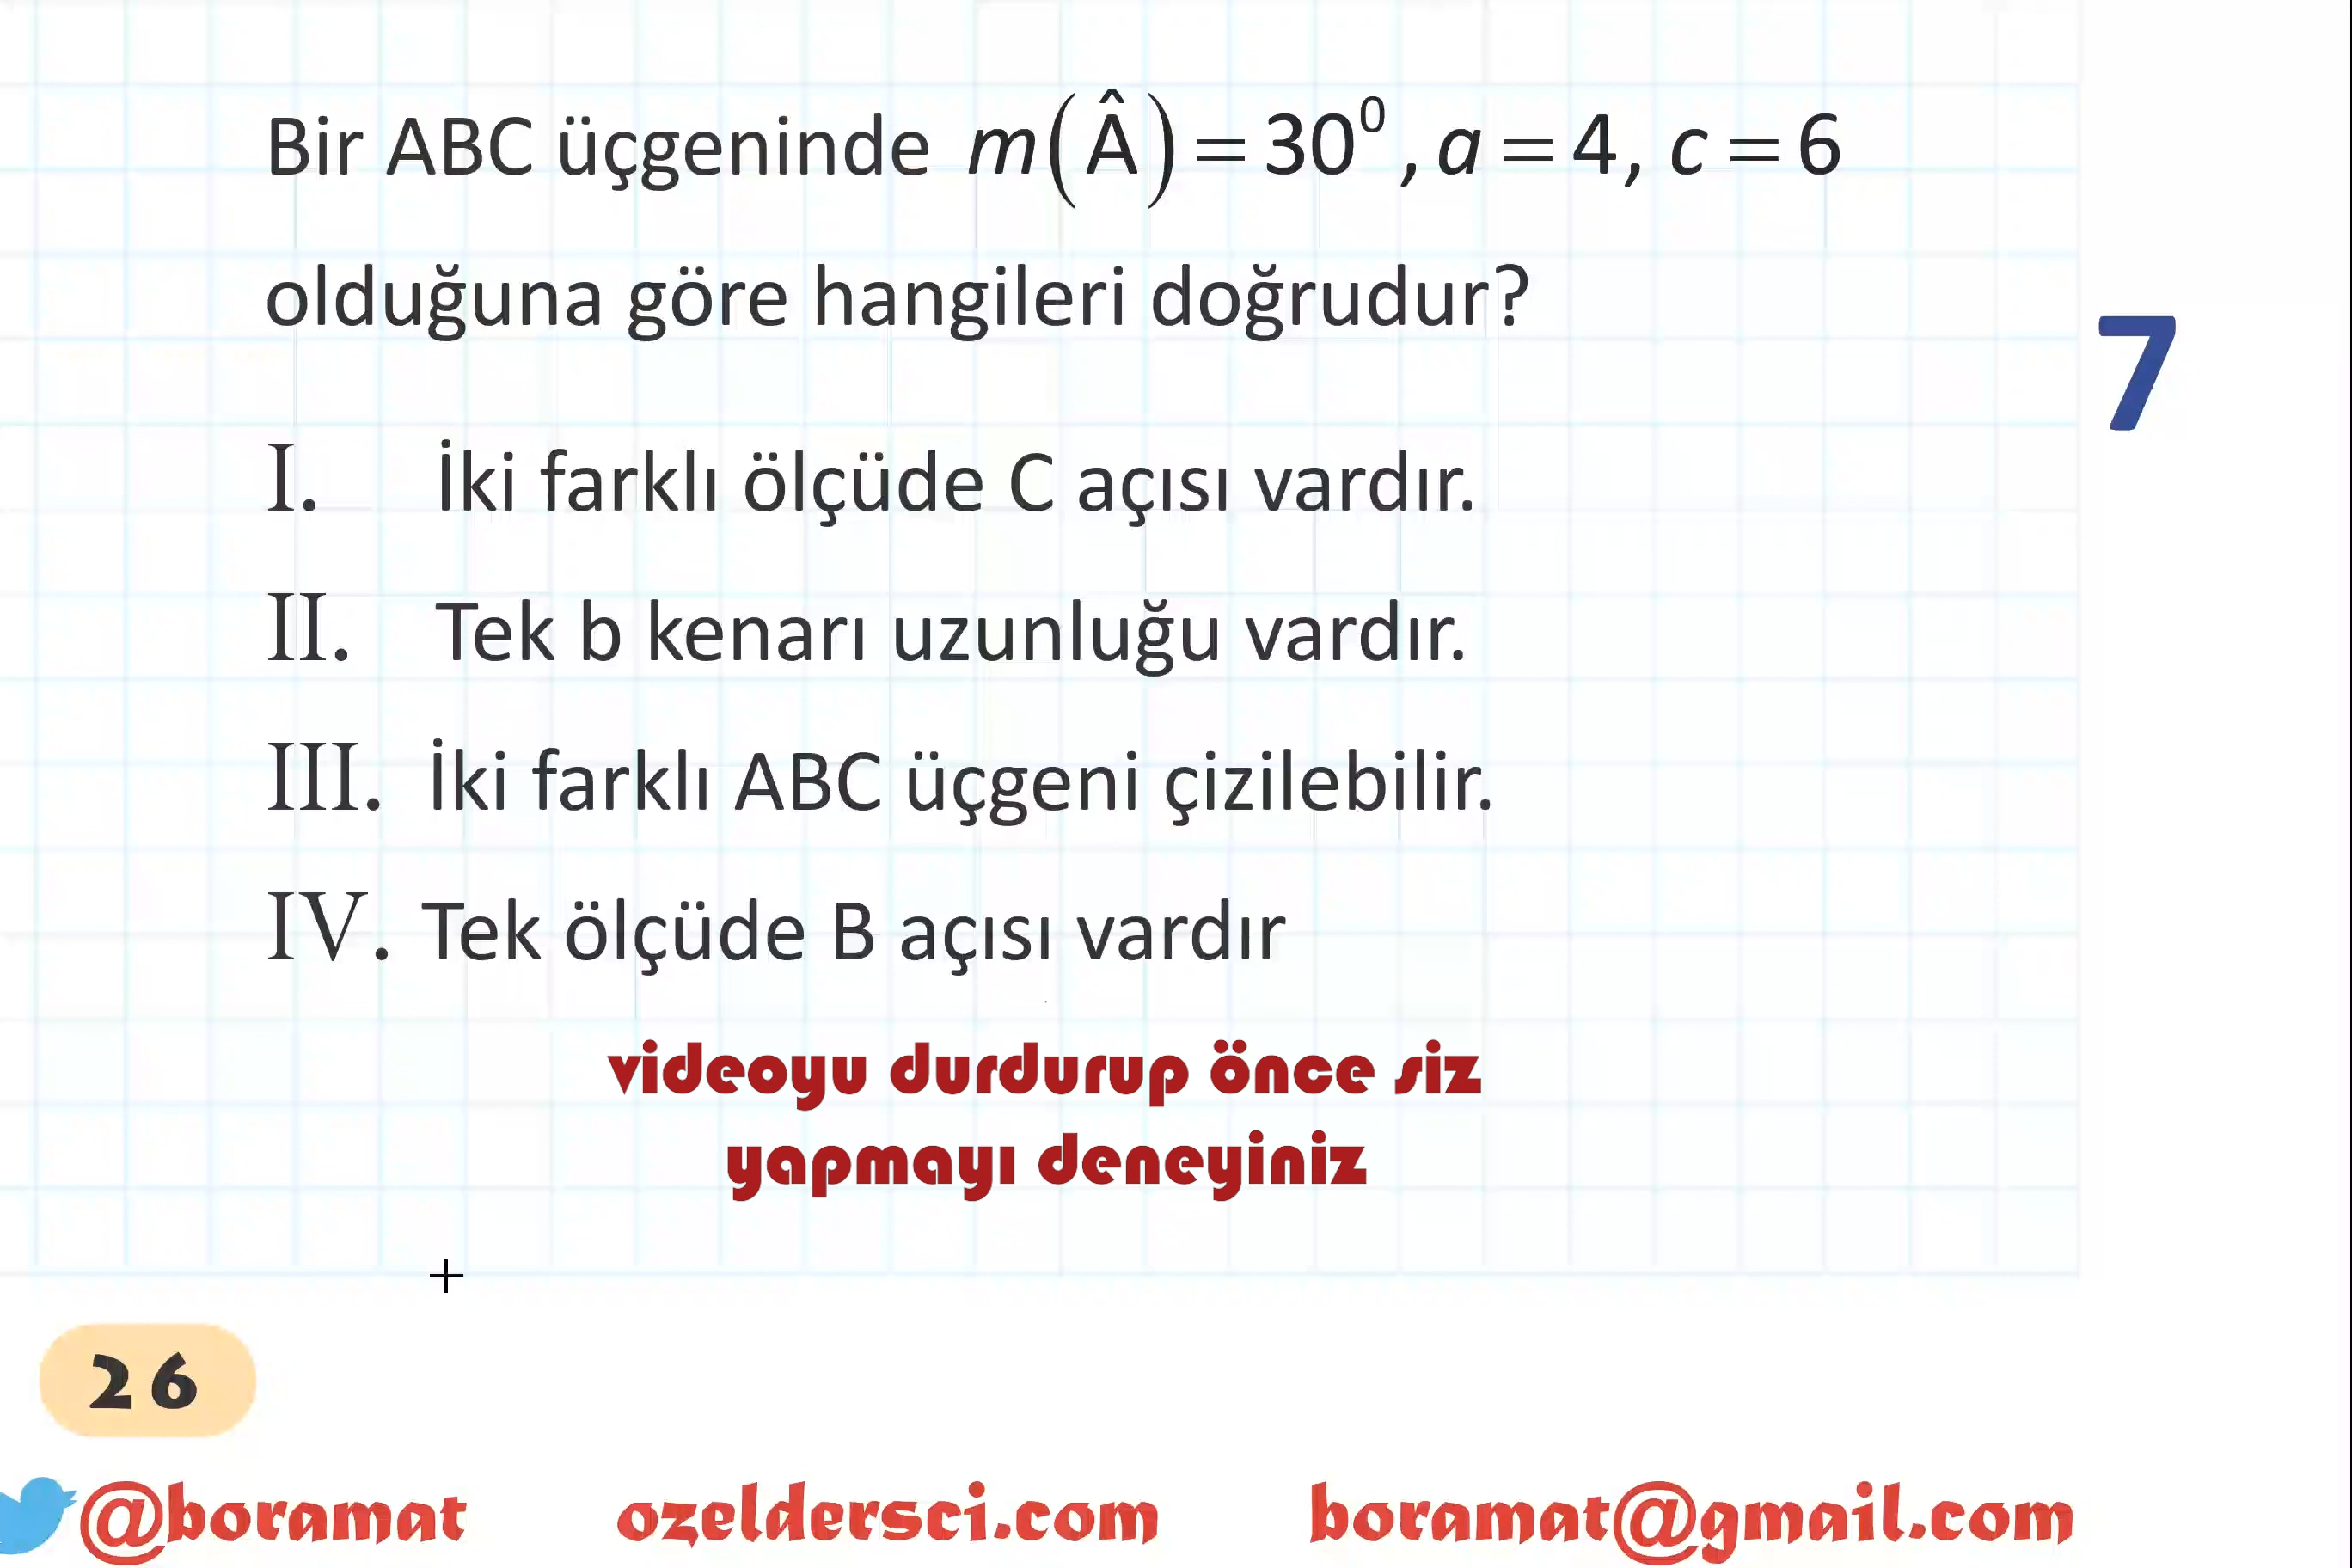 Bir ABC üçgeninde m(Â) = 30⁰ , a = 4, c = 6
olduğuna göre hangileri doğrudur?
7
I. İki farklı ölçüde C açısı vardır.
II. Tek b kenarı uzunluğu vardır.
III. İki farklı ABC üçgeni çizilebilir.
IV. Tek ölçüde B açısı vardır
videoyu durdurup önce siz
yapmayı deneyiniz
26
@boramat ozeldersci.com boramat@gmail.com